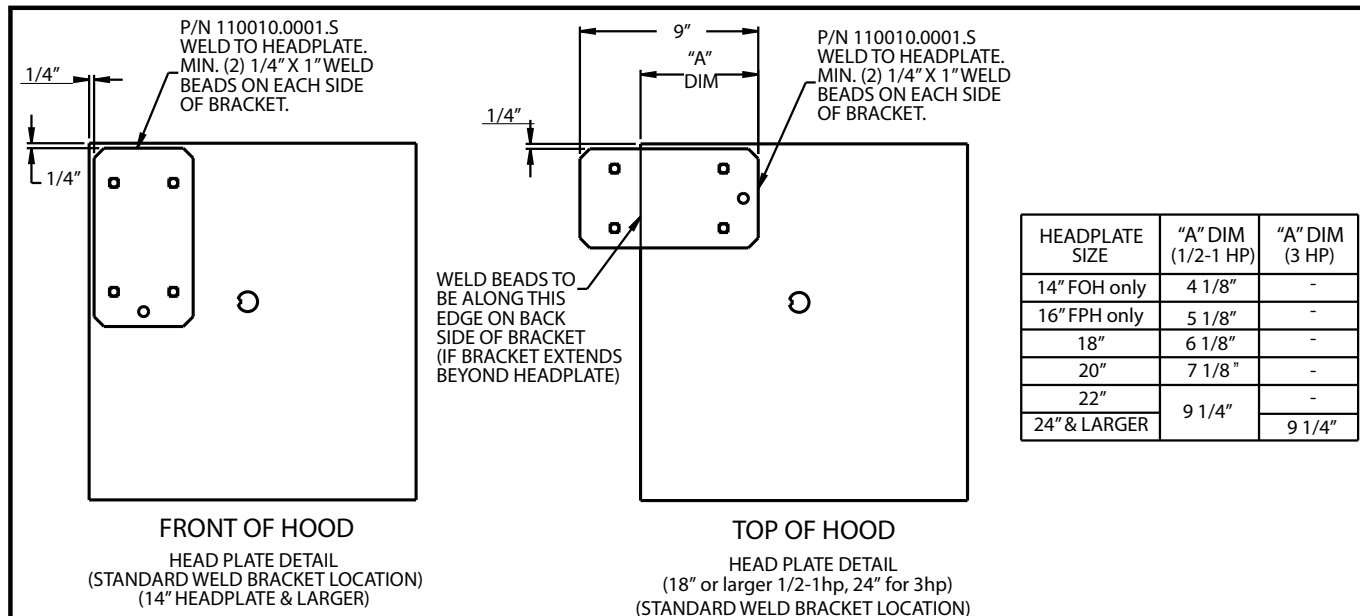 P/N 110010.0001.S
WELD TO HEADPLATE.
MIN. (2) 1/4” X 1” WELD
BEADS ON EACH SIDE
OF BRACKET.
1/4”
1/4”
FRONT OF HOOD
HEAD PLATE DETAIL
(STANDARD WELD BRACKET LOCATION)
(14” HEADPLATE & LARGER)
9”
“A”
DIM
P/N 110010.0001.S
WELD TO HEADPLATE.
MIN. (2) 1/4” X 1” WELD
BEADS ON EACH SIDE
OF BRACKET.
1/4”
WELD BEADS TO
BE ALONG THIS
EDGE ON BACK
SIDE OF BRACKET
(IF BRACKET EXTENDS
BEYOND HEADPLATE)
TOP OF HOOD
HEAD PLATE DETAIL
(18” or larger 1/2-1hp, 24” for 3hp)
(STANDARD WELD BRACKET LOCATION)
HEADPLATE SIZE “A” DIM (1/2-1 HP) “A” DIM (3 HP)
14” FOH only 4 1/8” -
16” FPH only 5 1/8” -
18” 6 1/8” -
20” 7 1/8” -
22” 9 1/4” -
24” & LARGER 9 1/4”